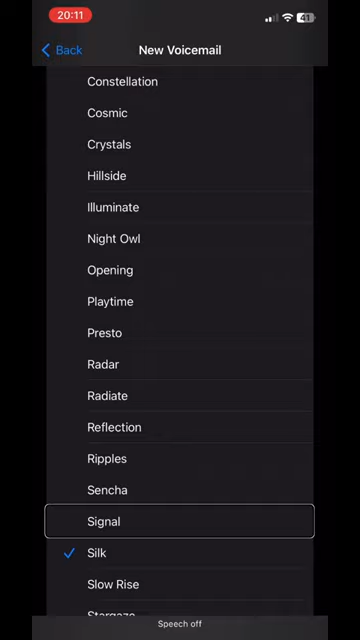 20:11
41
Back
New Voicemail
Constellation
Cosmic
Crystals
Hillside
Illuminate
Night Owl
Opening
Playtime
Presto
Radar
Radiate
Reflection
Ripples
Sencha
Signal
Silk
Slow Rise
Stargaze
Speech off